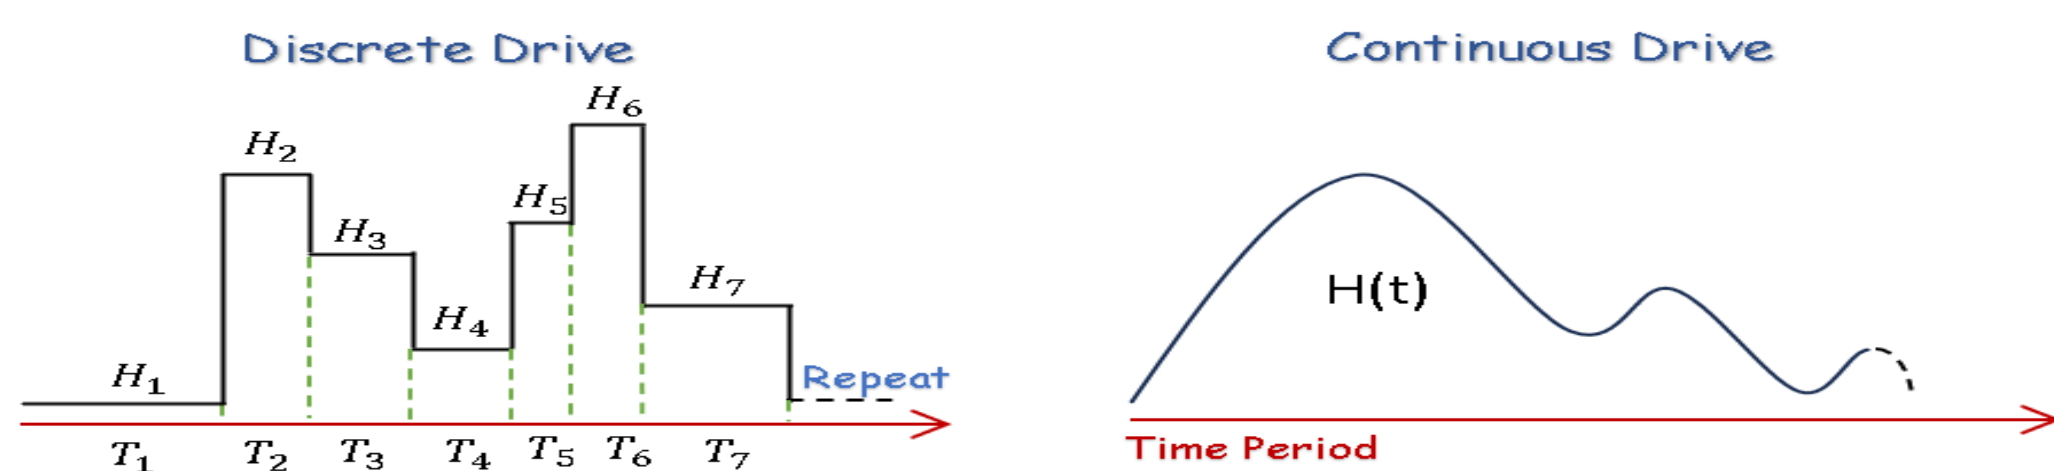 Discrete Drive
H₆
H₂
H₅
H₃
H₇
H₄
H₁
Repeat
T₁ T₂ T₃ T₄ T₅ T₆ T₇
Continuous Drive
H(t)
Time Period